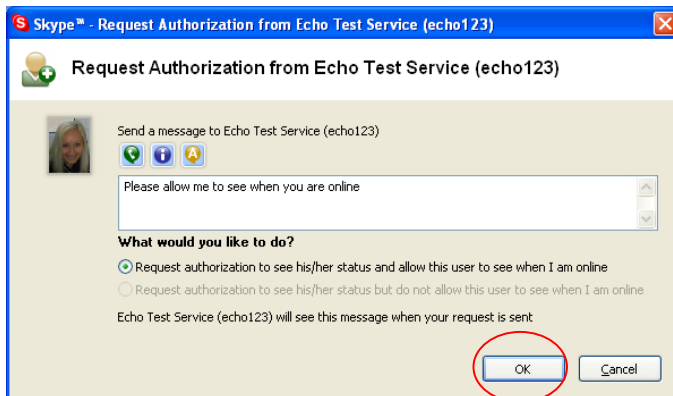 Skype™ - Request Authorization from Echo Test Service (echo123)
Request Authorization from Echo Test Service (echo123)
Send a message to Echo Test Service (echo123)
Please allow me to see when you are online
What would you like to do?
Request authorization to see his/her status and allow this user to see when I am online
Request authorization to see his/her status but do not allow this user to see when I am online
Echo Test Service (echo123) will see this message when your request is sent
OK Cancel